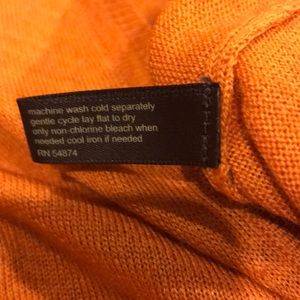 machine wash cold separately
gentle cycle lay flat to dry
only non-chlorine bleach when
needed cool iron if needed
RN 54874